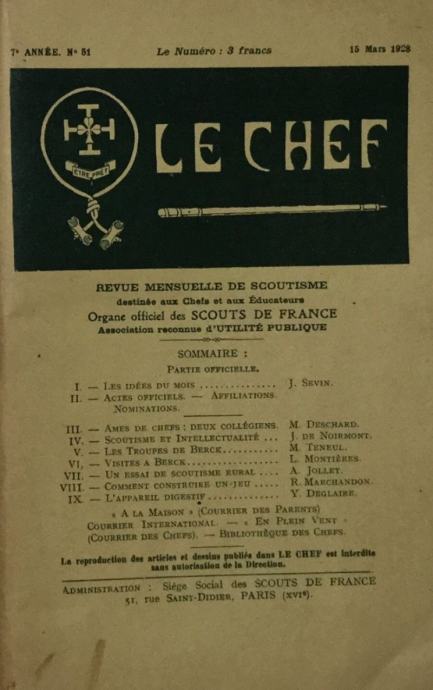 7e ANNÉE. No 51 Le Numéro : 3 francs 15 Mars 1928
ETRE PRÊT
LE CHEF
REVUE MENSUELLE DE SCOUTISME
destinée aux Chefs et aux Éducateurs
Organe officiel des SCOUTS DE FRANCE
Association reconnue d'UTILITÉ PUBLIQUE
SOMMAIRE :
PARTIE OFFICIELLE.
I. — LES IDÉES DU MOIS .............. J. SEVIN.
II. — ACTES OFFICIELS. — AFFILIATIONS.
NOMINATIONS.
III. — AMES DE CHEFS : DEUX COLLÉGIENS. M. DESCHARD.
IV. — SCOUTISME ET INTELLECTUALITÉ ... J. DE NOIRMONT.
V. — LES TROUPES DE BERCK.......... M. TENEUL.
VI. — VISITES A BERCK................ L. MONTIÈRES.
VII. — UN ESSAI DE SCOUTISME RURAL .... A. JOLLET.
VIII. — COMMENT CONSTRUIRE UN JEU ..... R. MARCHANDON.
IX. — L'APPAREIL DIGESTIF ............. Y. DEGLAIRE.
« A LA MAISON » (COURRIER DES PARENTS)
COURRIER INTERNATIONAL. — « EN PLEIN VENT »
(COURRIER DES CHEFS). — BIBLIOTHÈQUE DES CHEFS.
La reproduction des articles et dessins publiés dans LE CHEF est interdite
sans autorisation de la Direction.
ADMINISTRATION : Siége Social des SCOUTS DE FRANCE
51, rue SAINT-DIDIER, PARIS (XVIe).